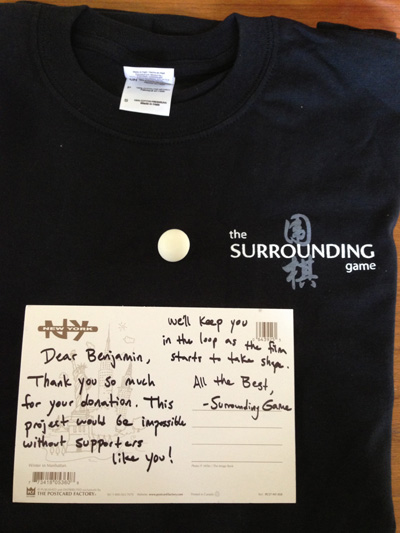 the
围棋
SURROUNDING
game
NY
NEW YORK
Dear Benjamin,
Thank you so much
for your donation. This
project would be impossible
without supporters
like you!
we'll keep you
in the loop as the film
starts to take shape.
All the Best,
-Surrounding Game
THE POSTCARD FACTORY